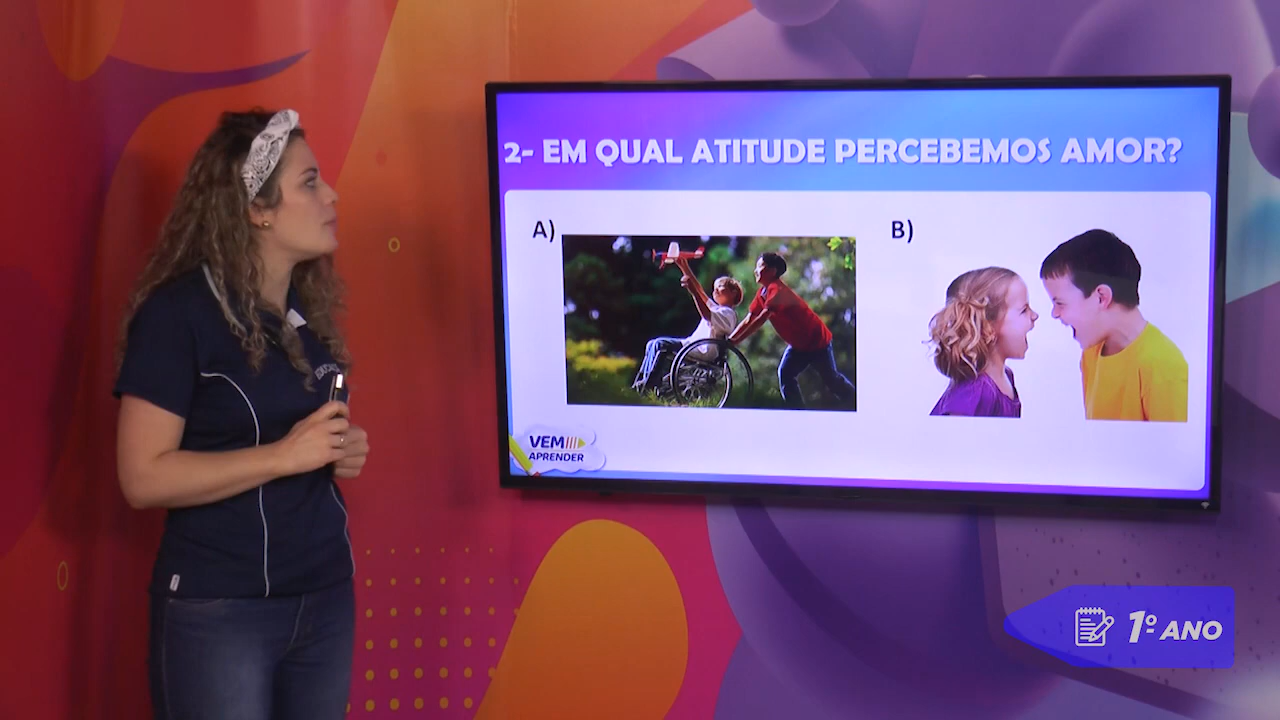 2- EM QUAL ATITUDE PERCEBEMOS AMOR?
A)
B)
VEM
APRENDER
1º ANO